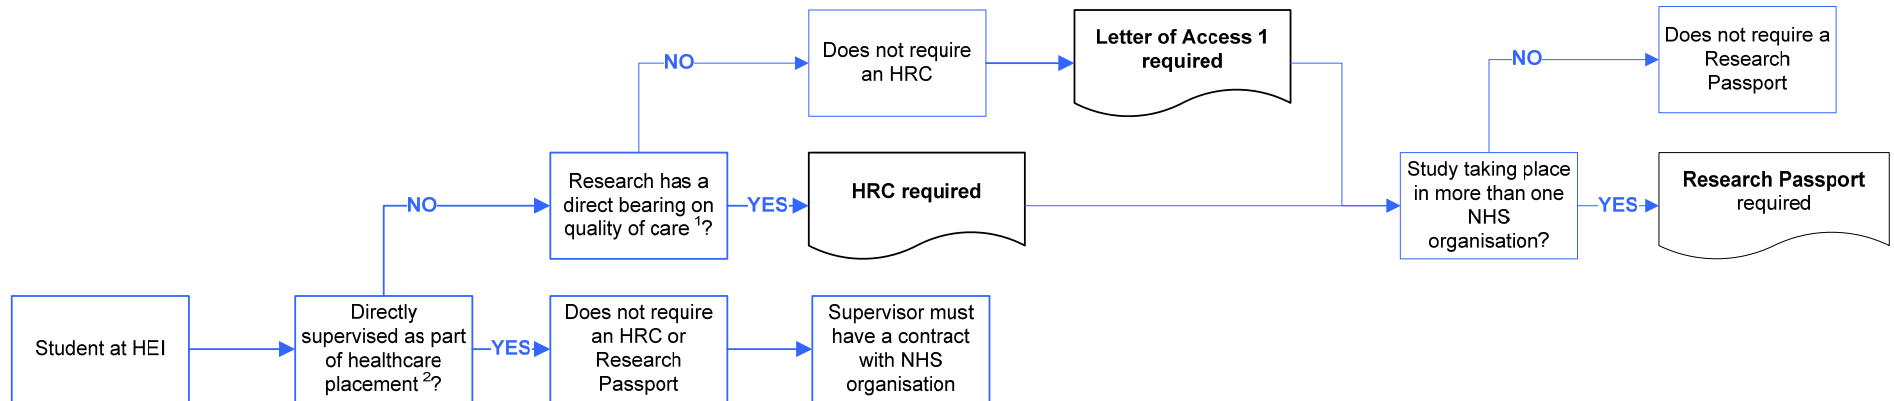 Does not require
an HRC
Letter of Access 1
required
Does not require a
Research
Passport
NO
NO
Research has a
direct bearing on
quality of care ¹?
YES
HRC required
Study taking place
in more than one
NHS
organisation?
YES
Research Passport
required
NO
Student at HEI
Directly
supervised as part
of healthcare
placement ²?
YES
Does not require
an HRC or
Research
Passport
Supervisor must
have a contract
with NHS
organisation